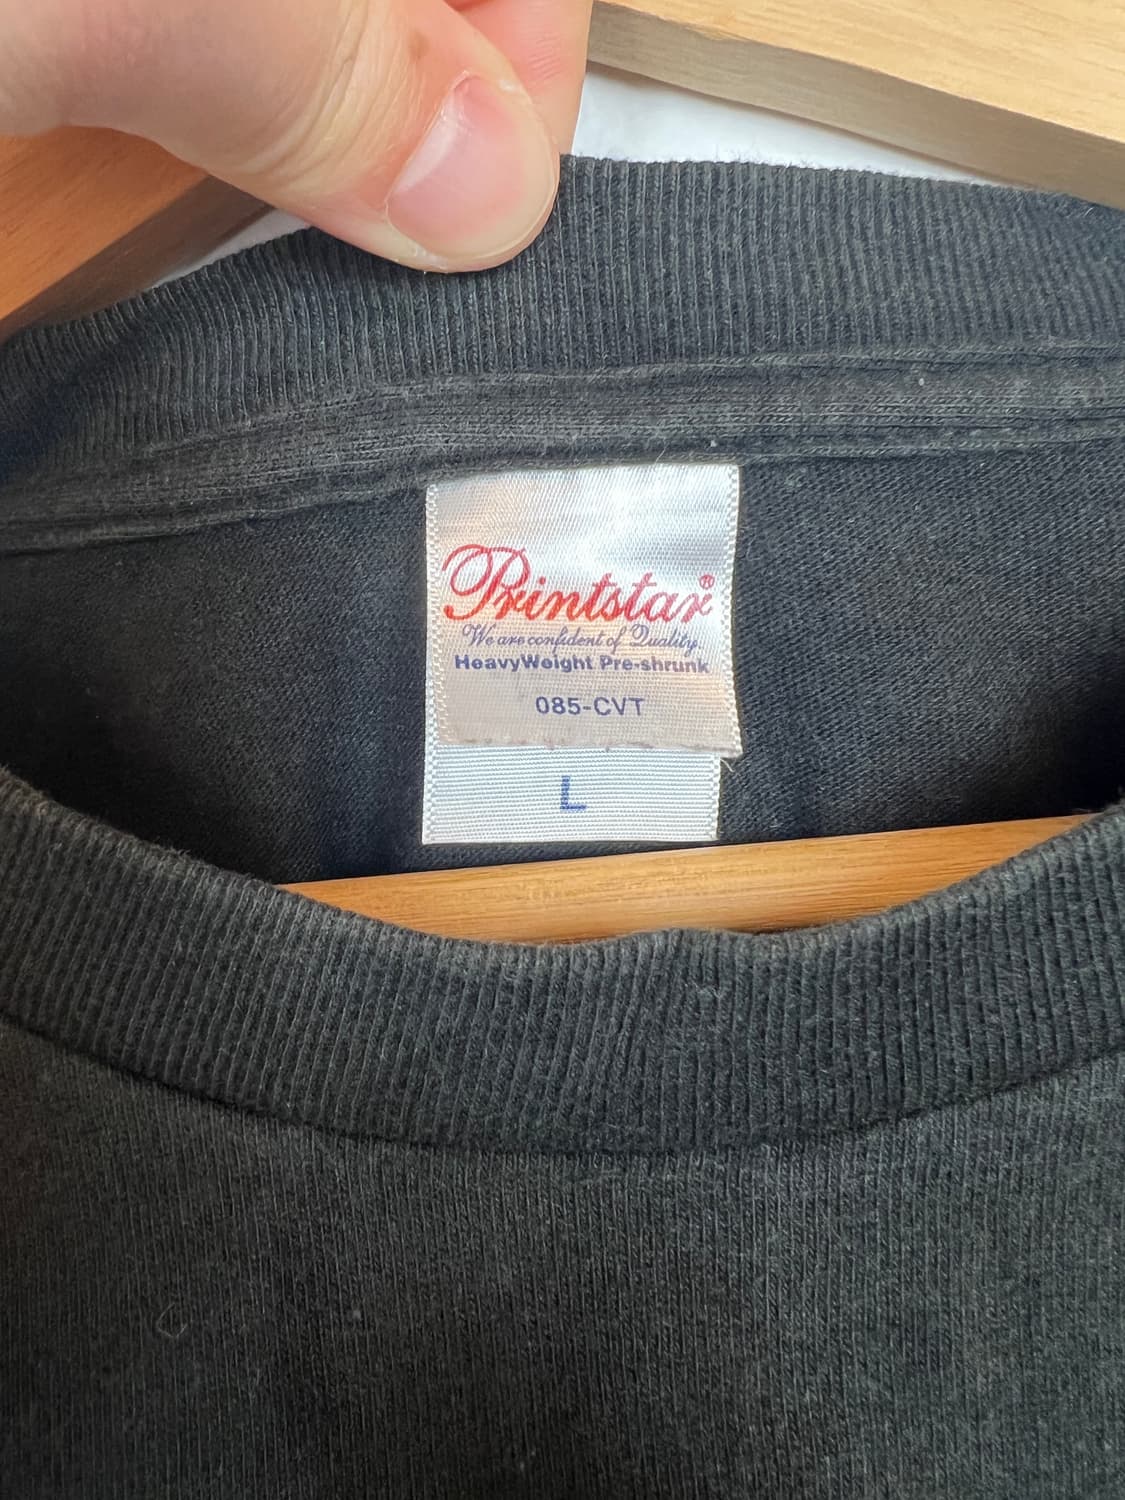 Printstar®
We are confident of Quality.
HeavyWeight Pre-shrunk
085-CVT
L